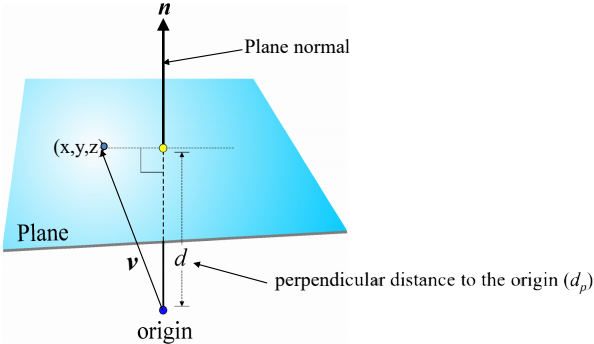 n
Plane normal
(x,y,z)
Plane
v
d
perpendicular distance to the origin (dₚ)
origin